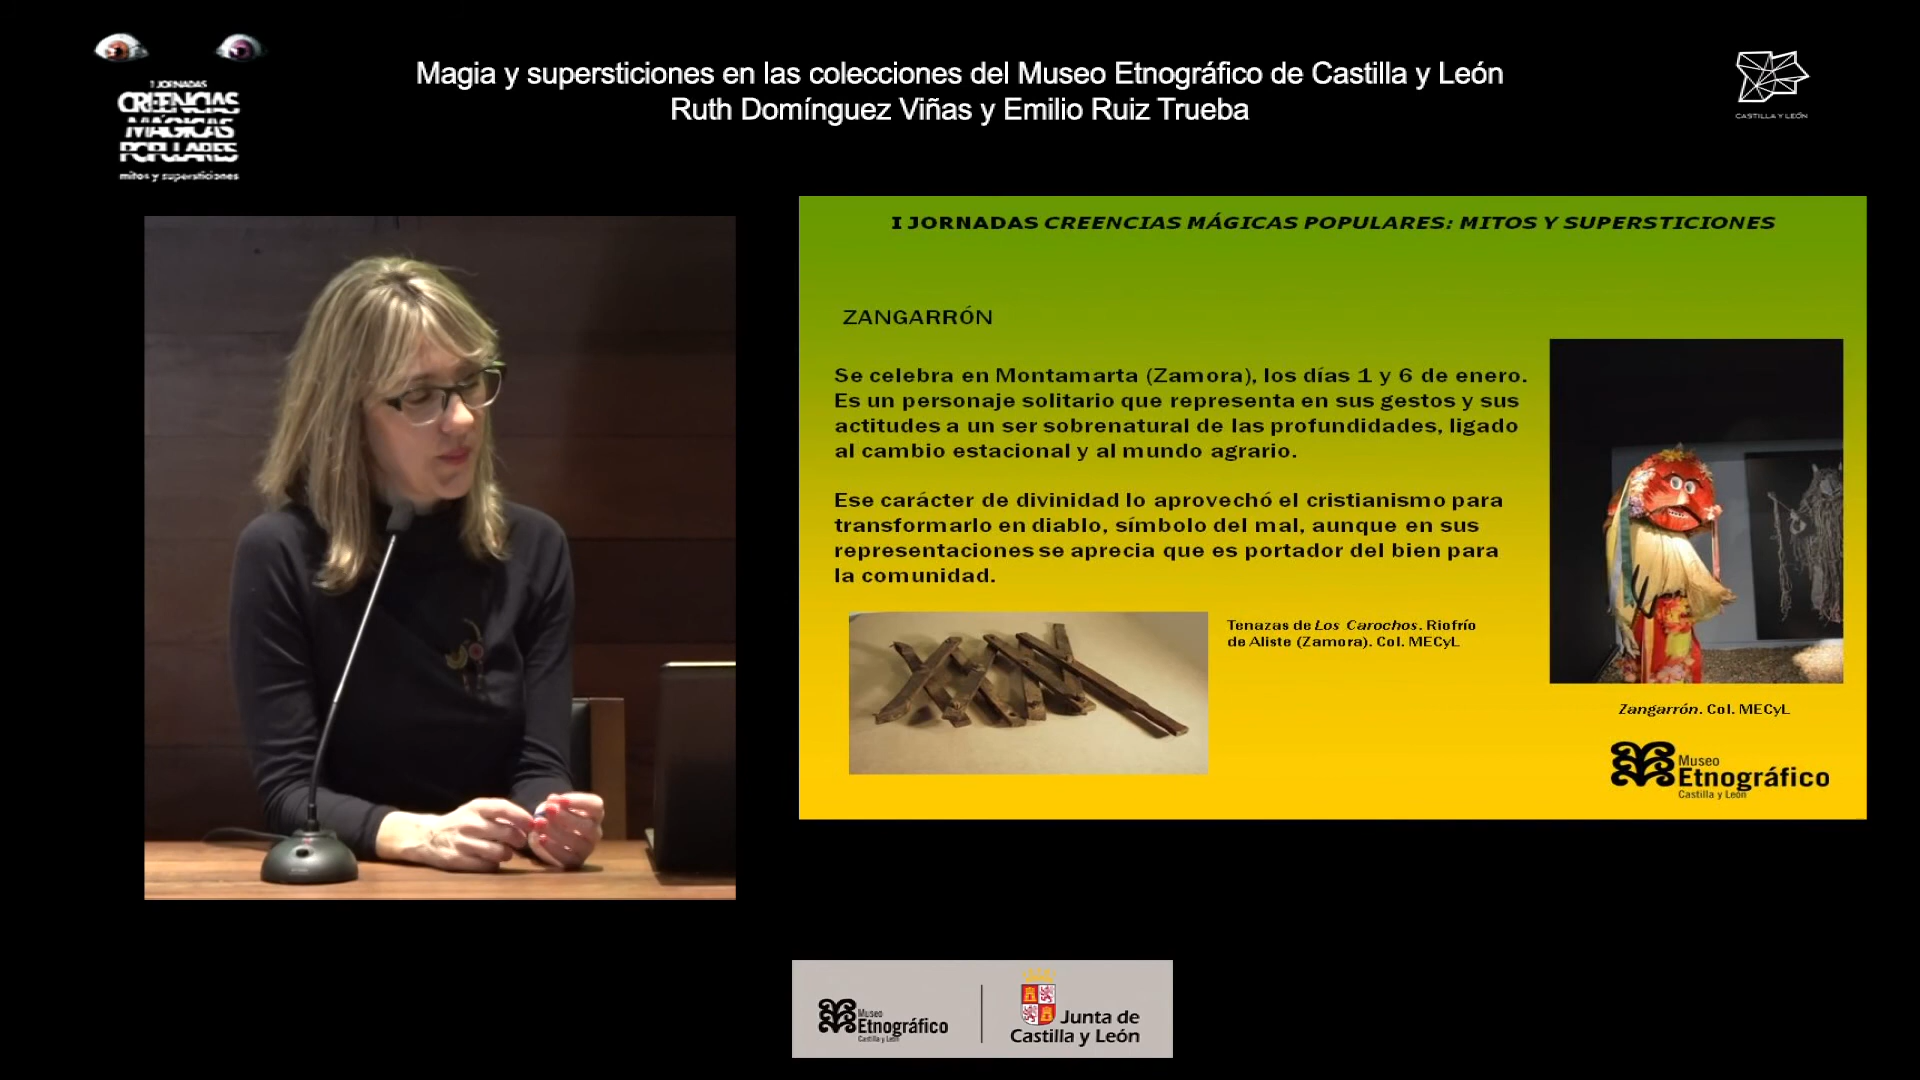 I JORNADAS
CREENCIAS
MÁGICAS
POPULARES
mitos y supersticiones
Magia y supersticiones en las colecciones del Museo Etnográfico de Castilla y León
Ruth Domínguez Viñas y Emilio Ruiz Trueba
CASTILLA Y LEÓN
I JORNADAS CREENCIAS MÁGICAS POPULARES: MITOS Y SUPERSTICIONES
ZANGARRÓN
Se celebra en Montamarta (Zamora), los días 1 y 6 de enero.
Es un personaje solitario que representa en sus gestos y sus
actitudes a un ser sobrenatural de las profundidades, ligado
al cambio estacional y al mundo agrario.
Ese carácter de divinidad lo aprovechó el cristianismo para
transformarlo en diablo, símbolo del mal, aunque en sus
representaciones se aprecia que es portador del bien para
la comunidad.
Tenazas de Los Carochos. Riofrío
de Aliste (Zamora). Col. MECyL
Zangarrón. Col. MECyL
Museo
Etnográfico
Castilla y León
Museo
Etnográfico
Castilla y León
Junta de
Castilla y León